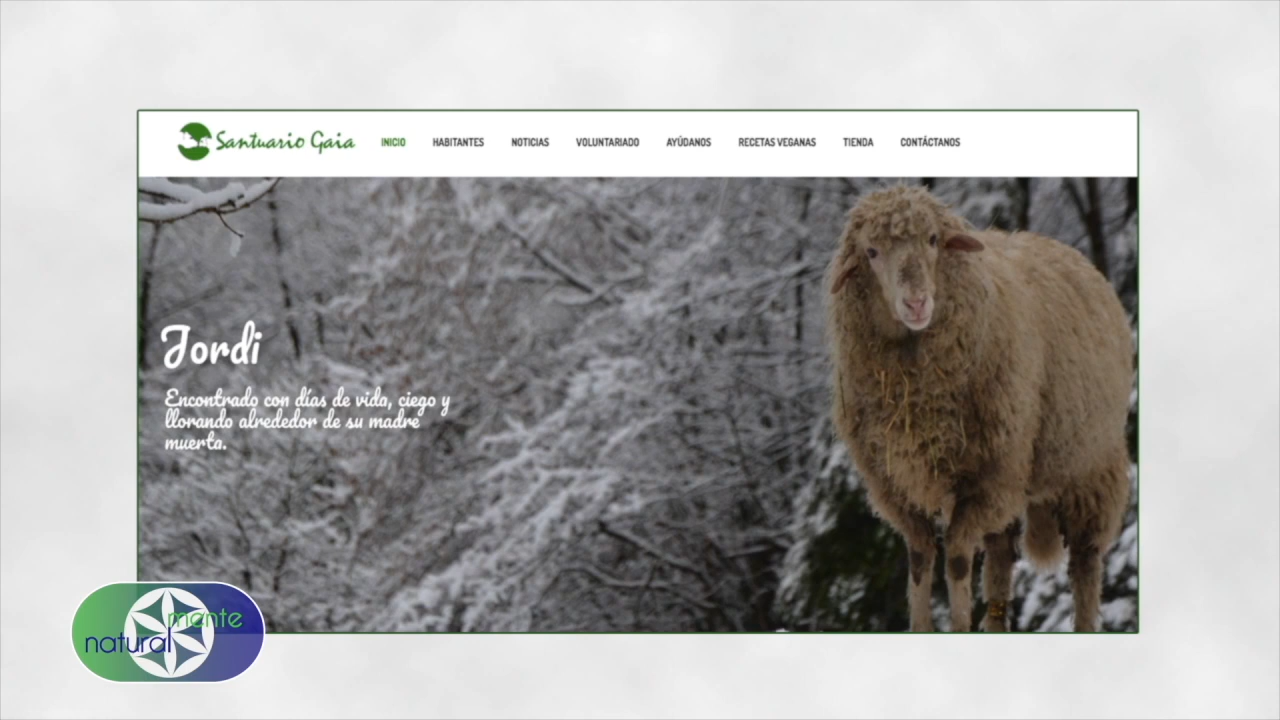 Santuario Gaia
INICIO HABITANTES NOTICIAS VOLUNTARIADO AYÚDANOS RECETAS VEGANAS TIENDA CONTÁCTANOS
Jordi
Encontrado con días de vida, ciego y
llorando alrededor de su madre
muerta.
mente
natural